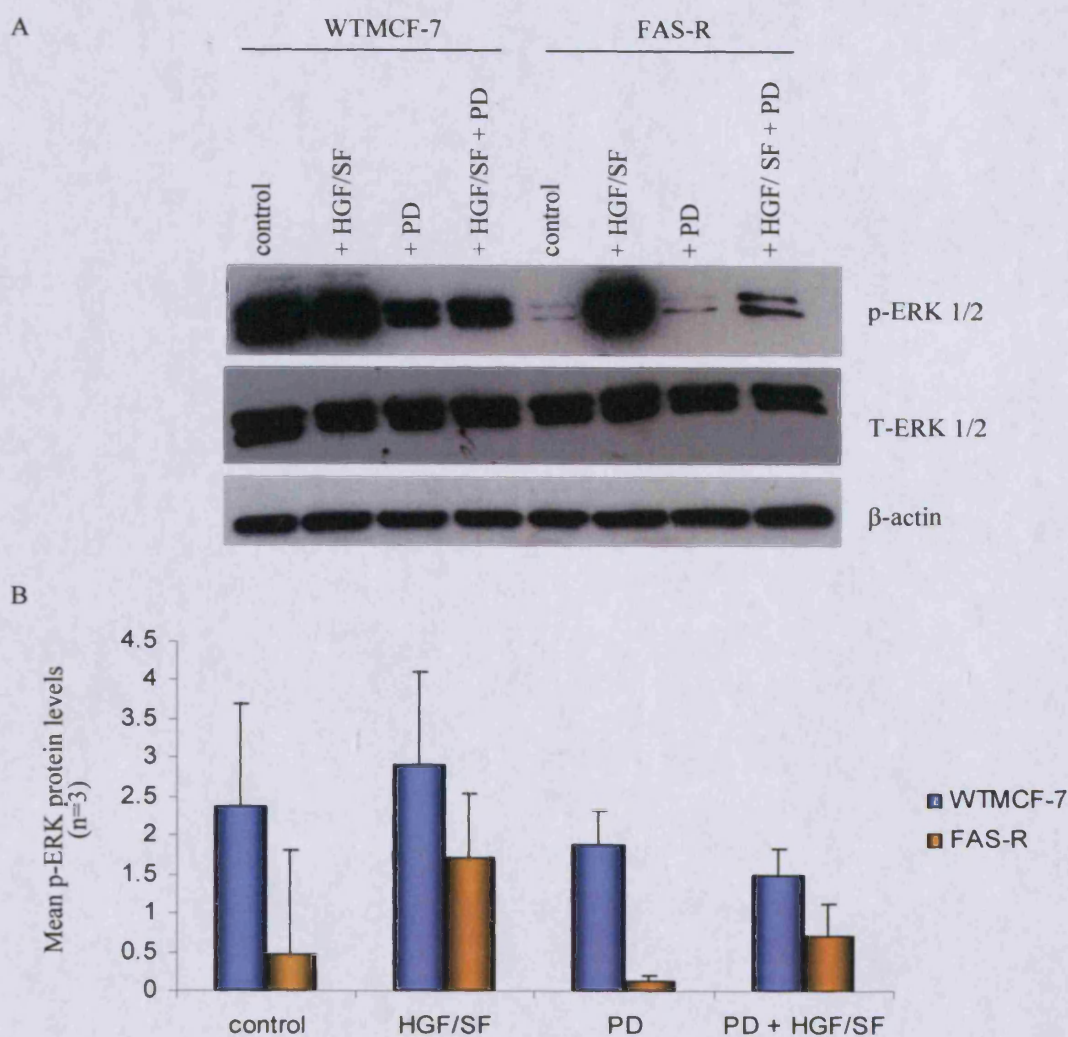 A
WTMCF-7
FAS-R
control
+ HGF/SF
+ PD
+ HGF/SF + PD
control
+ HGF/SF
+ PD
+ HGF/ SF + PD
p-ERK 1/2
T-ERK 1/2
β-actin
B
Mean p-ERK protein levels
(n=3)
4.5
4
3.5
3
2.5
2
1.5
1
0.5
0
control
HGF/SF
PD
PD + HGF/SF
WTMCF-7
FAS-R